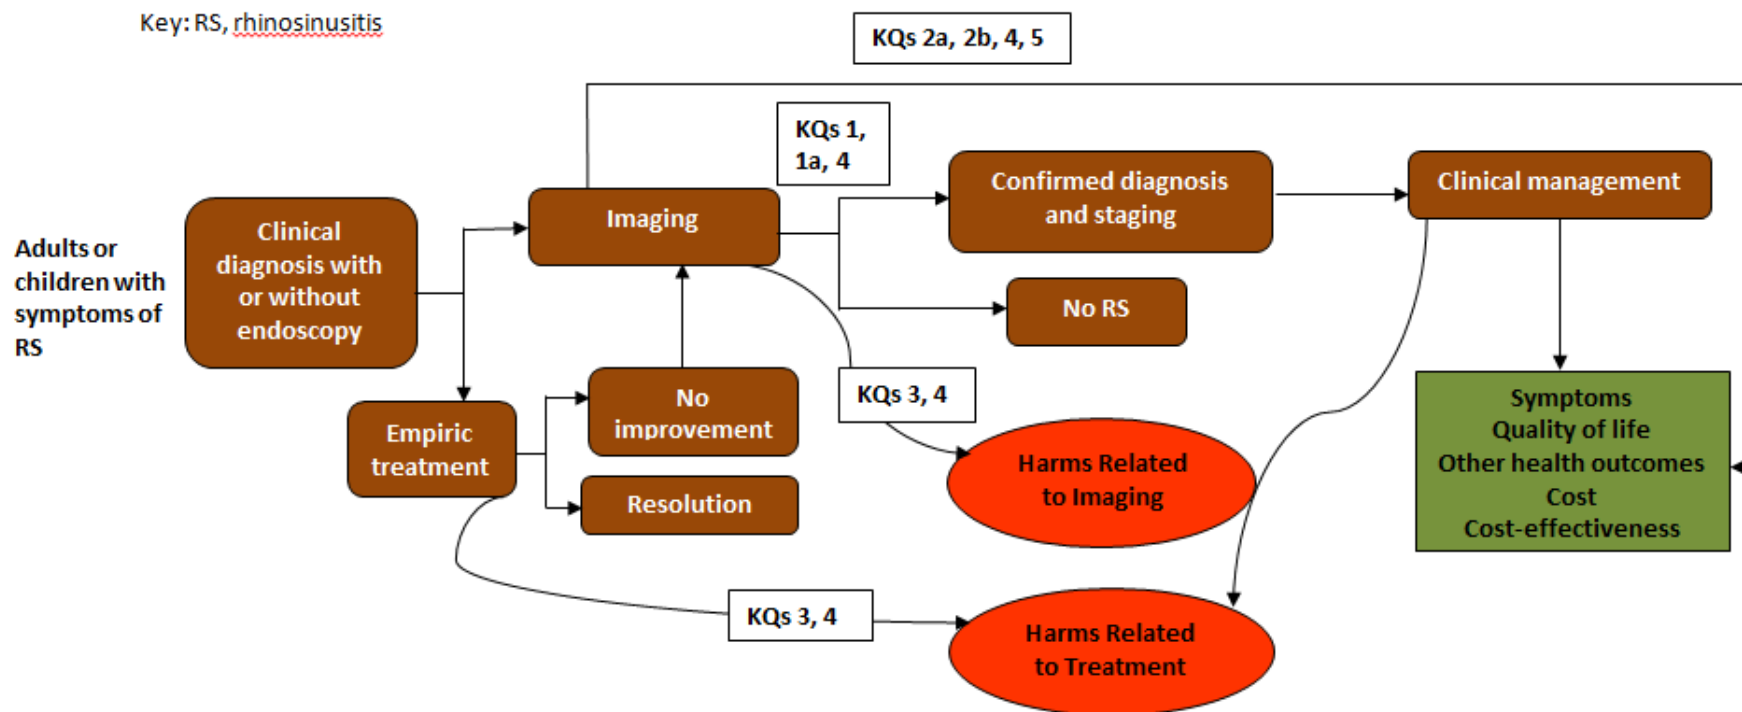 Key: RS, rhinosinusitis
KQs 2a, 2b, 4, 5
KQs 1,
1a, 4
Adults or
children with
symptoms of
RS
Clinical
diagnosis with
or without
endoscopy
Imaging
Confirmed diagnosis
and staging
Clinical management
No RS
Empiric
treatment
No
improvement
Resolution
KQs 3, 4
Harms Related
to Imaging
Symptoms
Quality of life
Other health outcomes
Cost
Cost-effectiveness
KQs 3, 4
Harms Related
to Treatment